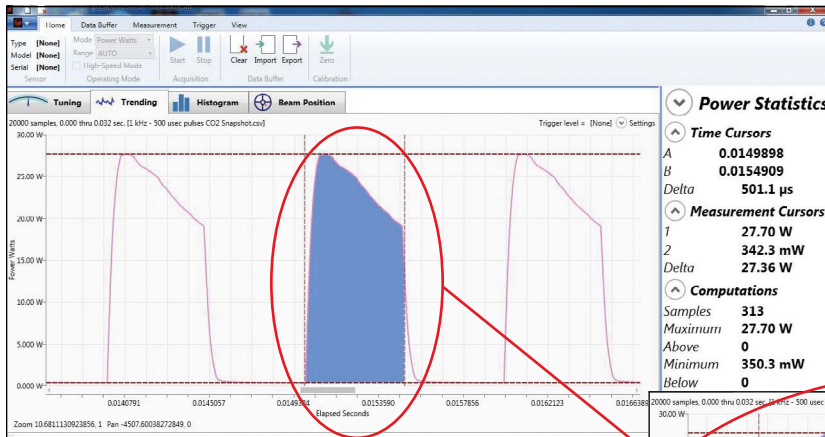 Home Data Buffer Measurement Trigger View
Type [None]
Model [None]
Serial [None]
Sensor
Mode Power Watts
Range AUTO
High-Speed Mode
Operating Mode
Start Stop
Acquisition
Clear Import Export
Data Buffer
Zero
Calibration
Tuning Trending Histogram Beam Position
20000 samples, 0.000 thru 0.032 sec. [1 kHz - 500 usec pulses CO2 Snapshot.csv]
Trigger level = [None] Settings
30.00 W
25.00 W
20.00 W
15.00 W
10.00 W
5.000 W
0.000 W
Power Watts
0.0140791 0.0145057 0.0149324 0.0153590 0.0157856 0.0162123 0.0166389
Elapsed Seconds
Zoom 10.6811130923856, 1 Pan -4507.60038272849, 0
Power Statistics
Time Cursors
A 0.0149898
B 0.0154909
Delta 501.1 µs
Measurement Cursors
1 27.70 W
2 342.3 mW
Delta 27.36 W
Computations
Samples 313
Muximum 27.70 W
Above 0
Minimum 350.3 mW
Below 0
20000 samples, 0.000 thru 0.032 sec. [1 kHz - 500 usec
30.00 W